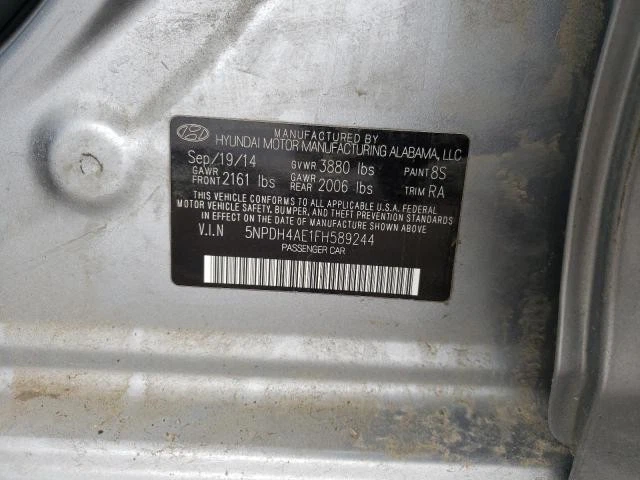 MANUFACTURED BY
HYUNDAI MOTOR MANUFACTURING ALABAMA, LLC
Sep/19/14 GVWR 3880 lbs PAINT 8S
GAWR FRONT 2161 lbs GAWR REAR 2006 lbs TRIM RA
THIS VEHICLE CONFORMS TO ALL APPLICABLE U.S.A. FEDERAL
MOTOR VEHICLE SAFETY, BUMPER, AND THEFT PREVENTION STANDARDS
IN EFFECT ON THE DATE OF MANUFACTURE SHOWN ABOVE.
V.I.N 5NPDH4AE1FH589244
PASSENGER CAR